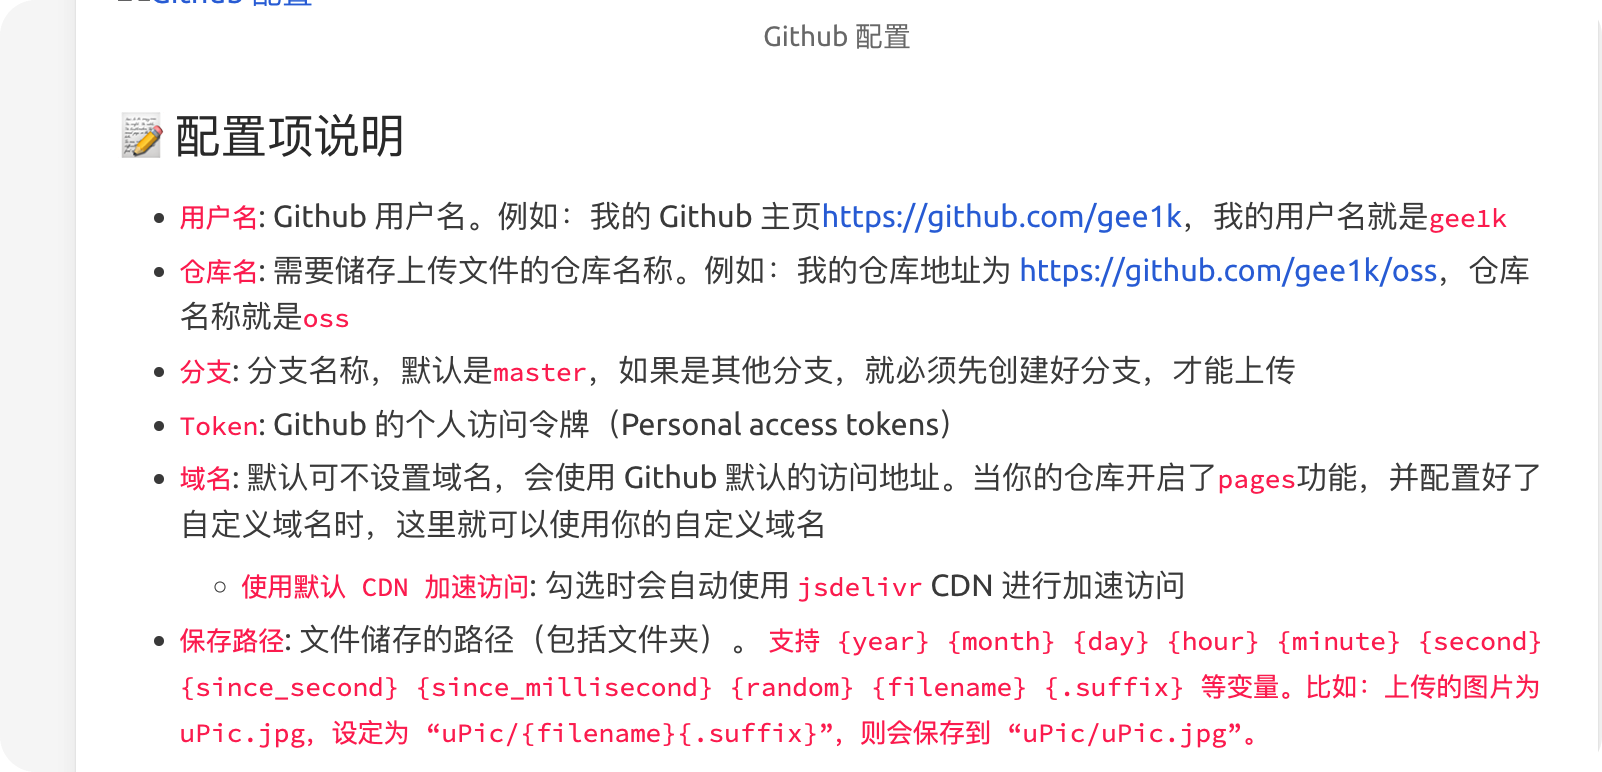 Github 配置
Github 配置
配置项说明
用户名: Github 用户名。例如：我的 Github 主页https://github.com/gee1k，我的用户名就是gee1k
仓库名: 需要储存上传文件的仓库名称。例如：我的仓库地址为 https://github.com/gee1k/oss，仓库
名称就是oss
分支: 分支名称，默认是master，如果是其他分支，就必须先创建好分支，才能上传
Token: Github 的个人访问令牌（Personal access tokens）
域名: 默认可不设置域名，会使用 Github 默认的访问地址。当你的仓库开启了pages功能，并配置好了
自定义域名时，这里就可以使用你的自定义域名
使用默认 CDN 加速访问: 勾选时会自动使用 jsdelivr CDN 进行加速访问
保存路径: 文件储存的路径（包括文件夹）。 支持 {year} {month} {day} {hour} {minute} {second}
{since_second} {since_millisecond} {random} {filename} {.suffix} 等变量。比如：上传的图片为
uPic.jpg，设定为 “uPic/{filename}{.suffix}”，则会保存到 “uPic/uPic.jpg”。